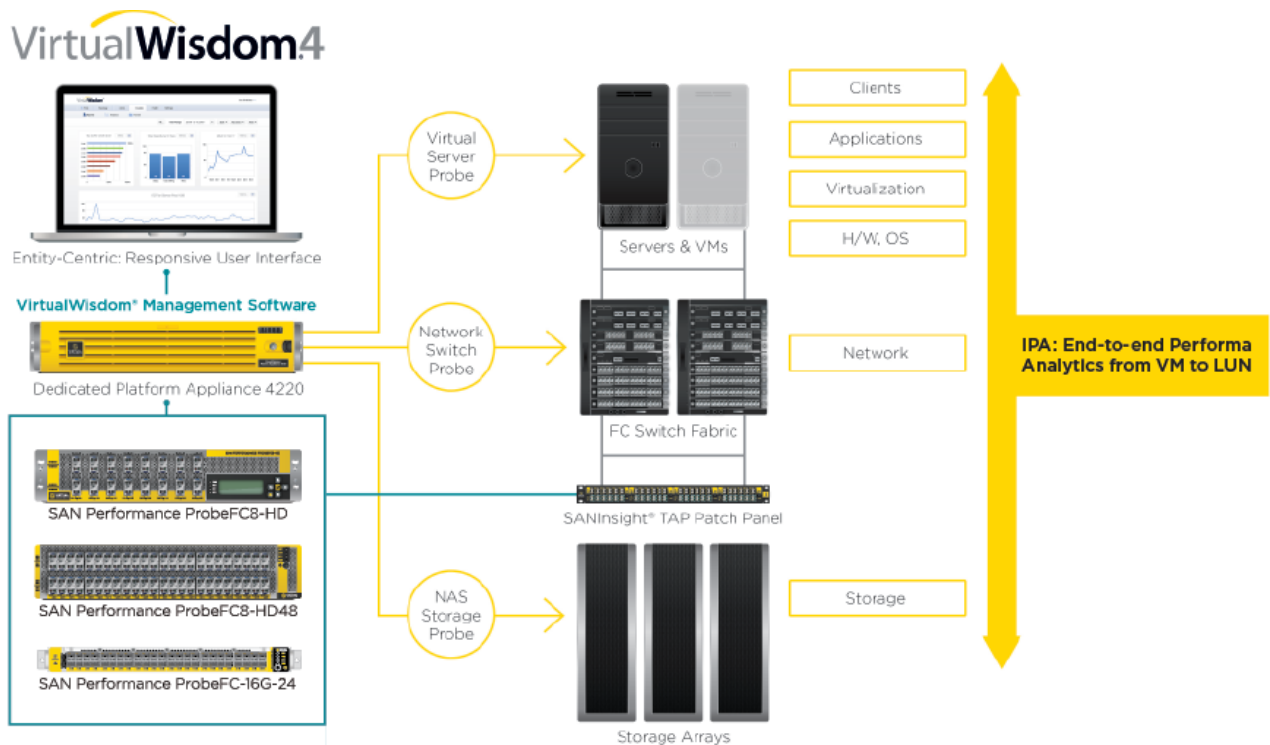 VirtualWisdom4
Entity-Centric: Responsive User Interface
VirtualWisdom® Management Software
Dedicated Platform Appliance 4220
SAN Performance ProbeFC8-HD
SAN Performance ProbeFC8-HD48
SAN Performance ProbeFC-16G-24
Virtual
Server
Probe
Network
Switch
Probe
NAS
Storage
Probe
Servers & VMs
FC Switch Fabric
SANInsight® TAP Patch Panel
Storage Arrays
Clients
Applications
Virtualization
H/W, OS
Network
Storage
IPA: End-to-end Performa
Analytics from VM to LUN